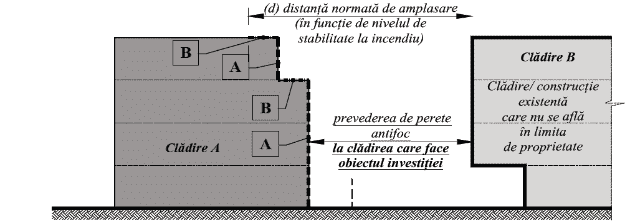 (d) distanță normată de amplasare
(în funcție de nivelul de
stabilitate la incendiu)
B
A
B
A
Clădire A
prevederea de perete
antifoc
la clădirea care face
obiectul investiției
Clădire B
Clădire/ construcție
existentă
care nu se află
în limita
de proprietate